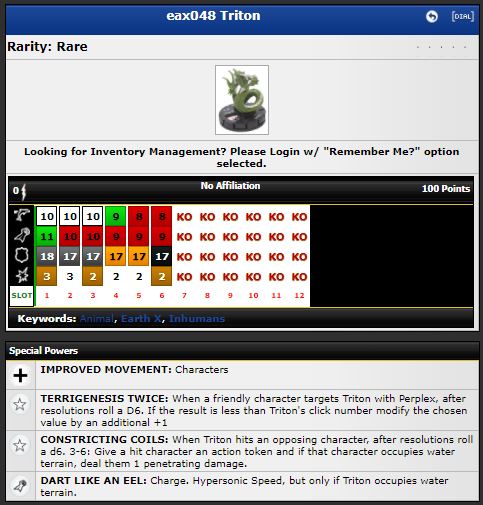 eax048 Triton
[DIAL]
Rarity: Rare
Looking for Inventory Management? Please Login w/ "Remember Me?" option
selected.
0 No Affiliation 100 Points
10 10 10 9 8 8 KO KO KO KO KO KO
11 10 10 9 9 9 KO KO KO KO KO KO
18 17 17 17 17 17 KO KO KO KO KO KO
3 3 2 2 2 2 KO KO KO KO KO KO
SLOT 1 2 3 4 5 6 7 8 9 10 11 12
Keywords: Animal, Earth X, Inhumans
Special Powers
IMPROVED MOVEMENT: Characters
TERRIGENESIS TWICE: When a friendly character targets Triton with Perplex, after
resolutions roll a D6. If the result is less than Triton's click number modify the chosen
value by an additional +1
CONSTRICTING COILS: When Triton hits an opposing character, after resolutions roll
a d6. 3-6: Give a hit character an action token and if that character occupies water
terrain, deal them 1 penetrating damage.
DART LIKE AN EEL: Charge. Hypersonic Speed, but only if Triton occupies water
terrain.